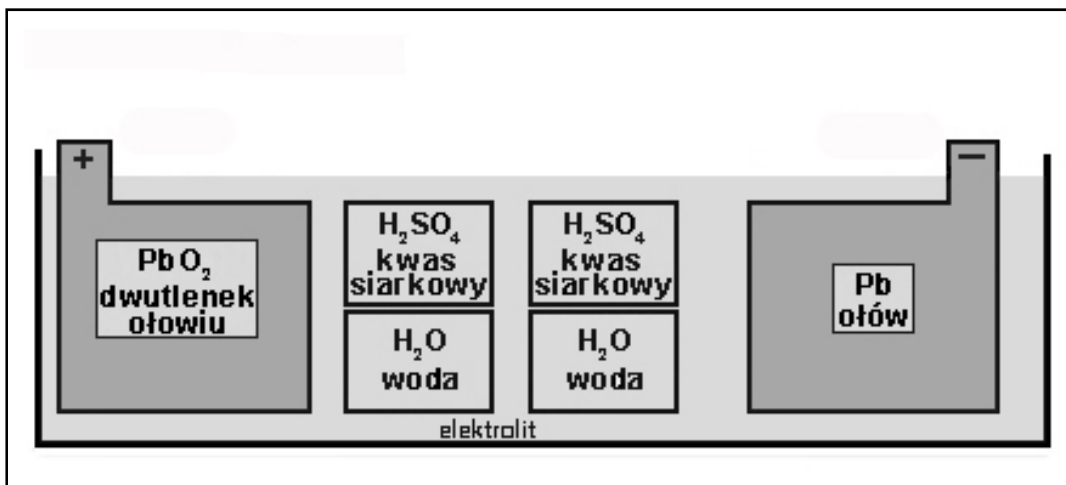 +
PbO₂
dwutlenek
ołowiu
H₂SO₄
kwas
siarkowy
H₂O
woda
H₂SO₄
kwas
siarkowy
H₂O
woda
−
Pb
ołów
elektrolit